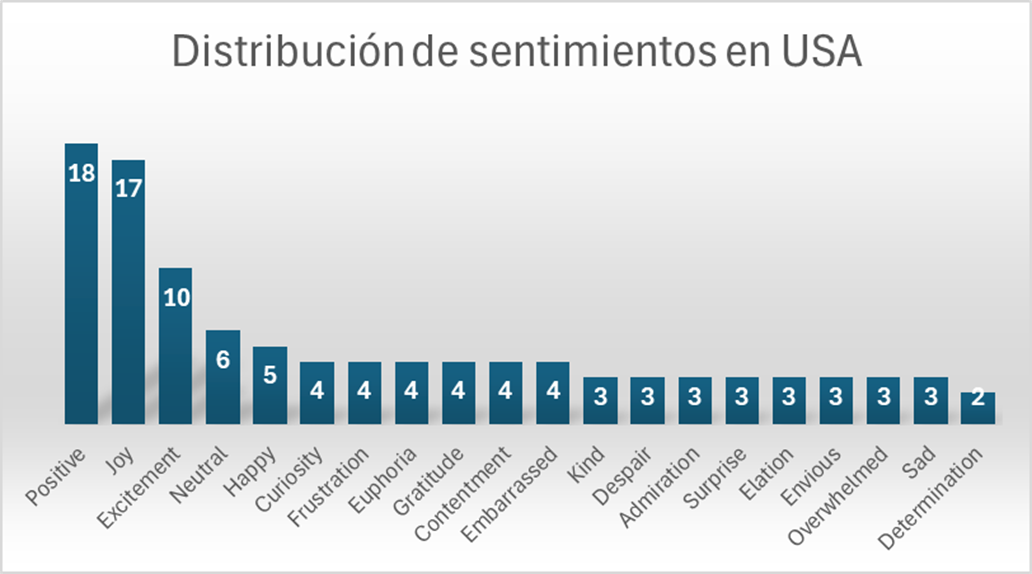 Distribución de sentimientos en USA
18
17
10
6
5
4
4
4
4
4
4
3
3
3
3
3
3
3
3
2
Positive
Joy
Excitement
Neutral
Happy
Curiosity
Frustration
Euphoria
Gratitude
Contentment
Embarrassed
Kind
Despair
Admiration
Surprise
Elation
Envious
Overwhelmed
Sad
Determination